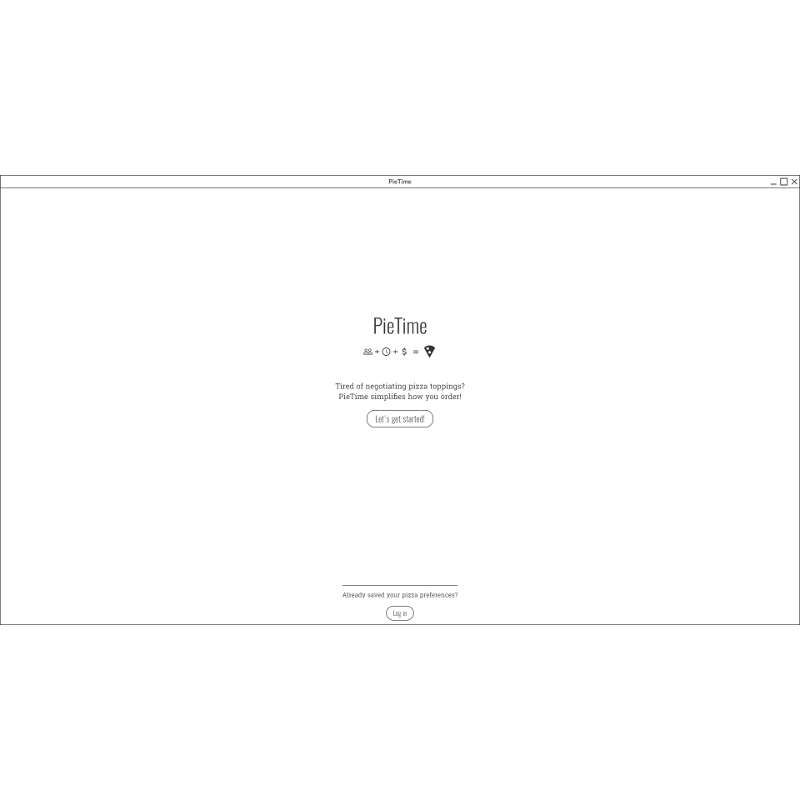 PieTime
PieTime
+ + $ =
Tired of negotiating pizza toppings?
PieTime simplifies how you order!
Let's get started!
Already saved your pizza preferences?
Log in